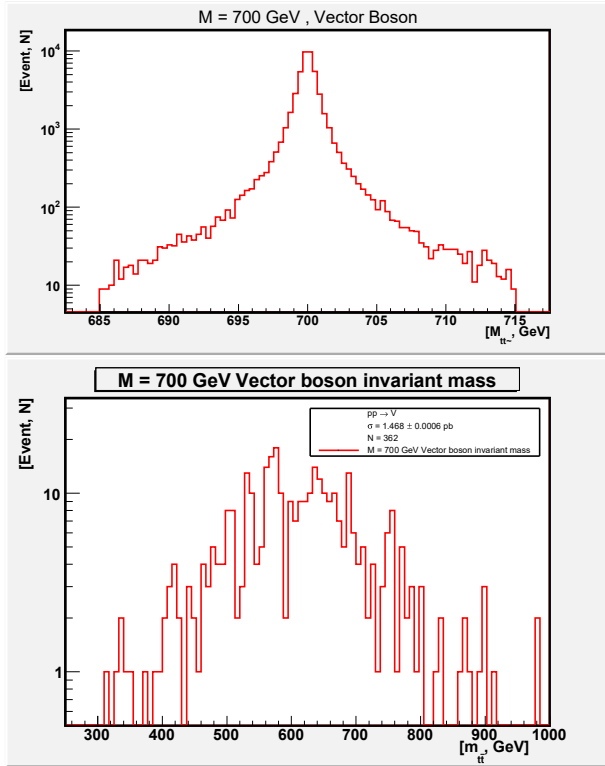 M = 700 GeV , Vector Boson
[Event, N]
10⁴
10³
10²
10
685 690 695 700 705 710 715
[M_tt~, GeV]
M = 700 GeV Vector boson invariant mass
[Event, N]
pp → V
σ = 1.468 ± 0.0006 pb
N = 362
M = 700 GeV Vector boson invariant mass
10
1
300 400 500 600 700 800 900 1000
[m_tt̄, GeV]